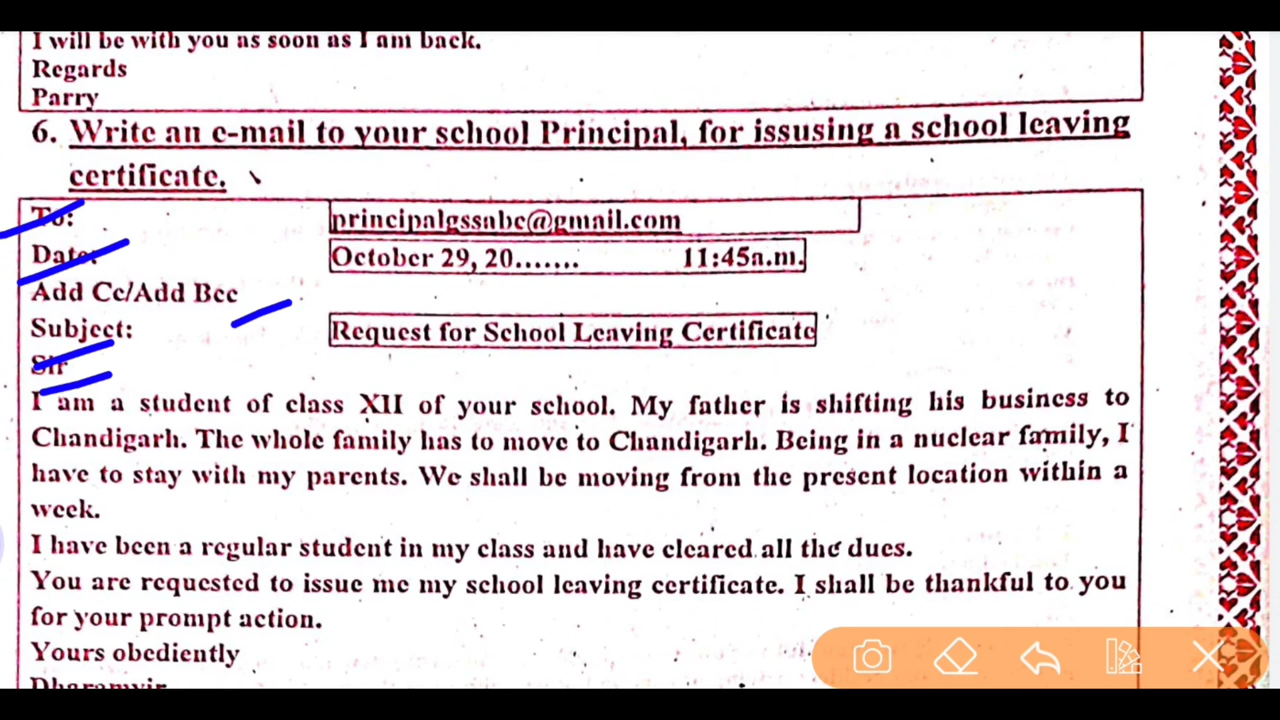 I will be with you as soon as I am back.
Regards
Parry
6. Write an e-mail to your school Principal, for issusing a school leaving
certificate.
To: principalgssabc@gmail.com
Date: October 29, 20....... 11:45a.m.
Add Cc/Add Bcc
Subject: Request for School Leaving Certificate
Sir
I am a student of class XII of your school. My father is shifting his business to
Chandigarh. The whole family has to move to Chandigarh. Being in a nuclear family, I
have to stay with my parents. We shall be moving from the present location within a
week.
I have been a regular student in my class and have cleared all the dues.
You are requested to issue me my school leaving certificate. I shall be thankful to you
for your prompt action.
Yours obediently
Dharamvir